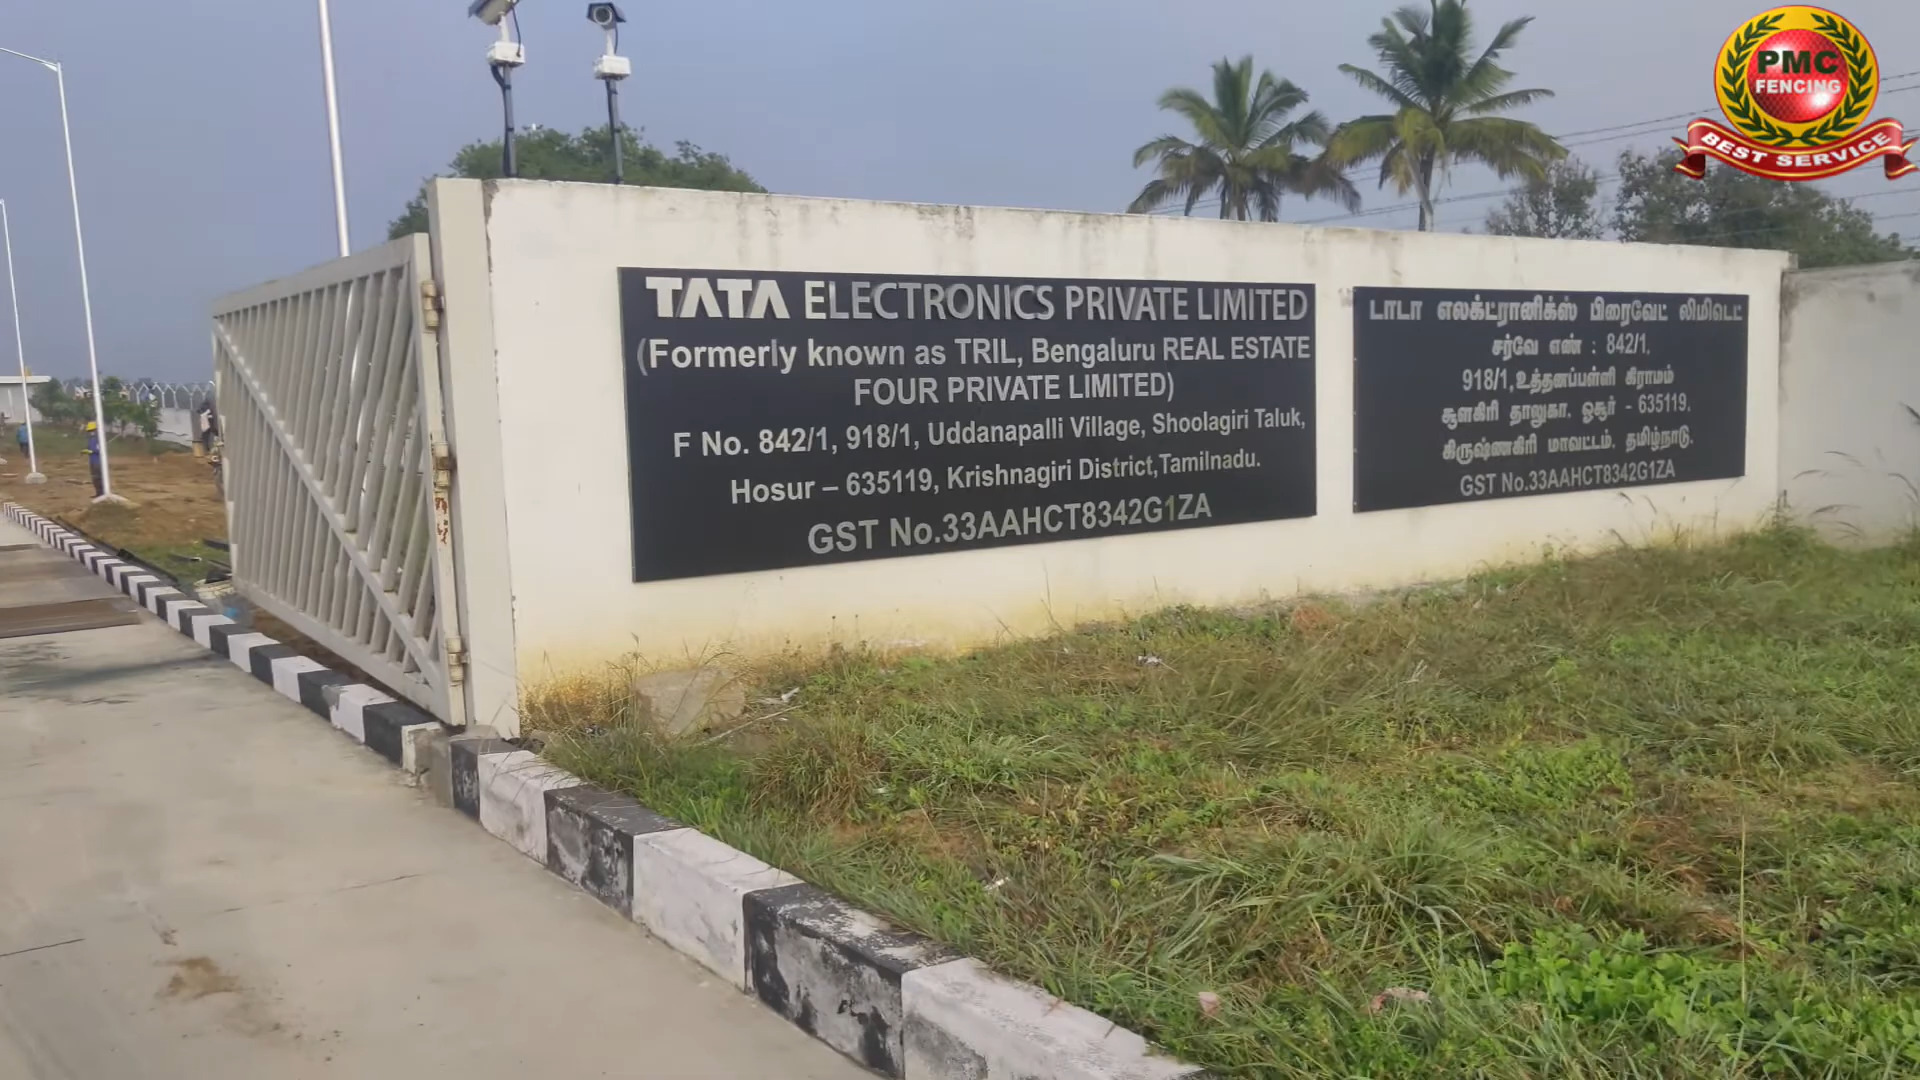 TATA ELECTRONICS PRIVATE LIMITED
(Formerly known as TRIL, Bengaluru REAL ESTATE
FOUR PRIVATE LIMITED)
F No. 842/1, 918/1, Uddanapalli Village, Shoolagiri Taluk,
Hosur – 635119, Krishnagiri District,Tamilnadu.
GST No.33AAHCT8342G1ZA
டாடா எலக்ட்ரானிக்ஸ் பிரைவேட் லிமிடெட்
சர்வே எண் : 842/1,
918/1,உத்தனப்பள்ளி கிராமம்
சூளகிரி தாலுகா. ஓசூர் - 635119.
கிருஷ்ணகிரி மாவட்டம். தமிழ்நாடு.
GST No.33AAHCT8342G1ZA
PMC
FENCING
BEST SERVICE